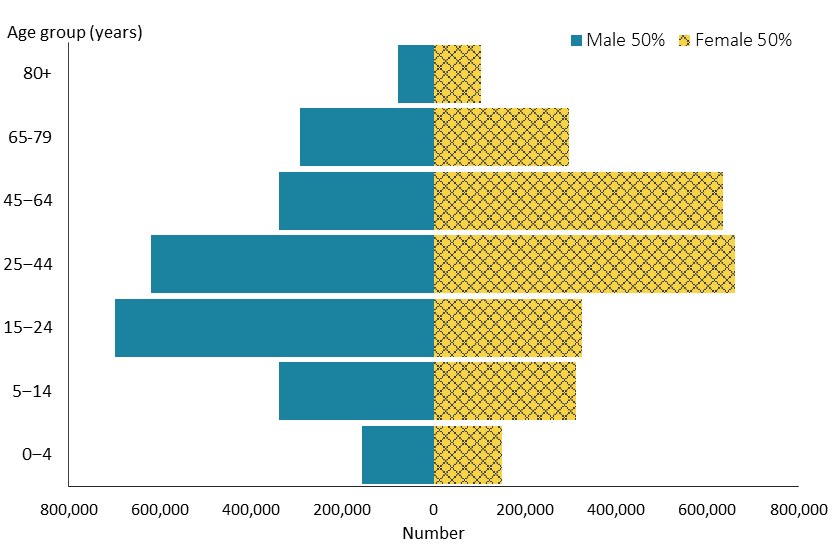 Age group (years)
Male 50% Female 50%
80+
65-79
45–64
25–44
15–24
5–14
0–4
800,000 600,000 400,000 200,000 0 200,000 400,000 600,000 800,000
Number